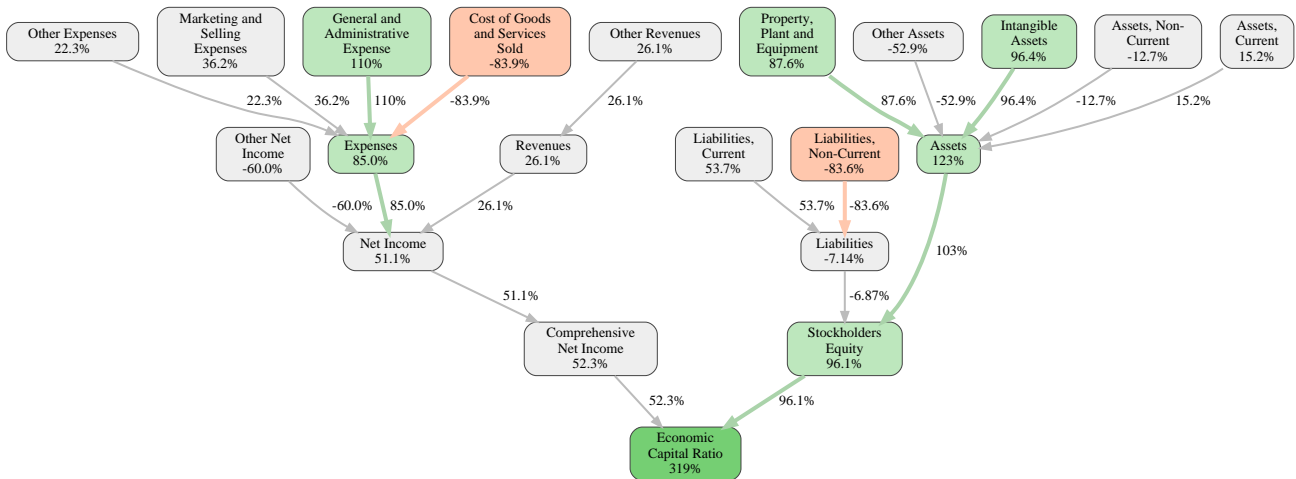 Other Expenses
22.3%
Marketing and
Selling
Expenses
36.2%
General and
Administrative
Expense
110%
Cost of Goods
and Services
Sold
-83.9%
Other Revenues
26.1%
Property,
Plant and
Equipment
87.6%
Other Assets
-52.9%
Intangible
Assets
96.4%
Assets, Non-
Current
-12.7%
Assets,
Current
15.2%
22.3%
36.2%
110%
-83.9%
26.1%
87.6%
-52.9%
96.4%
-12.7%
15.2%
Other Net
Income
-60.0%
Expenses
85.0%
Revenues
26.1%
Liabilities,
Current
53.7%
Liabilities,
Non-Current
-83.6%
Assets
123%
-60.0%
85.0%
26.1%
53.7%
-83.6%
103%
Net Income
51.1%
Liabilities
-7.14%
51.1%
-6.87%
Comprehensive
Net Income
52.3%
Stockholders
Equity
96.1%
52.3%
96.1%
Economic
Capital Ratio
319%